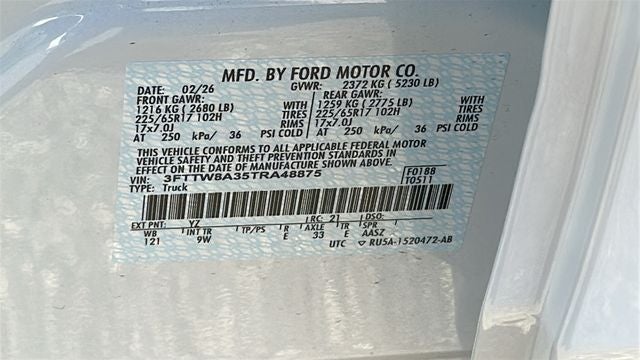 MFD. BY FORD MOTOR CO.
DATE: 02/26 GVWR: 2372 KG ( 5230 LB)
FRONT GAWR: REAR GAWR:
1216 KG ( 2680 LB) 1259 KG ( 2775 LB)
225/65R17 102H TIRES 225/65R17 102H TIRES
17x7.0J RIMS 17x7.0J RIMS
AT 250 kPa/ 36 PSI COLD AT 250 kPa/ 36 PSI COLD
THIS VEHICLE CONFORMS TO ALL APPLICABLE FEDERAL MOTOR
VEHICLE SAFETY AND BUMPER AND THEFT PREVENTION STANDARDS IN
EFFECT ON THE DATE OF MANUFACTURE SHOWN ABOVE.
VIN: 3FTTW8A35TRA48875 F0188
TYPE: Truck T0511
EXT PNT: YZ RC: 21 DSO:
WB INT TR TP/PS R AXLE TR SPR
121 9W E 33 E AASZ
UTC ▽ RU5A-1520472-AB